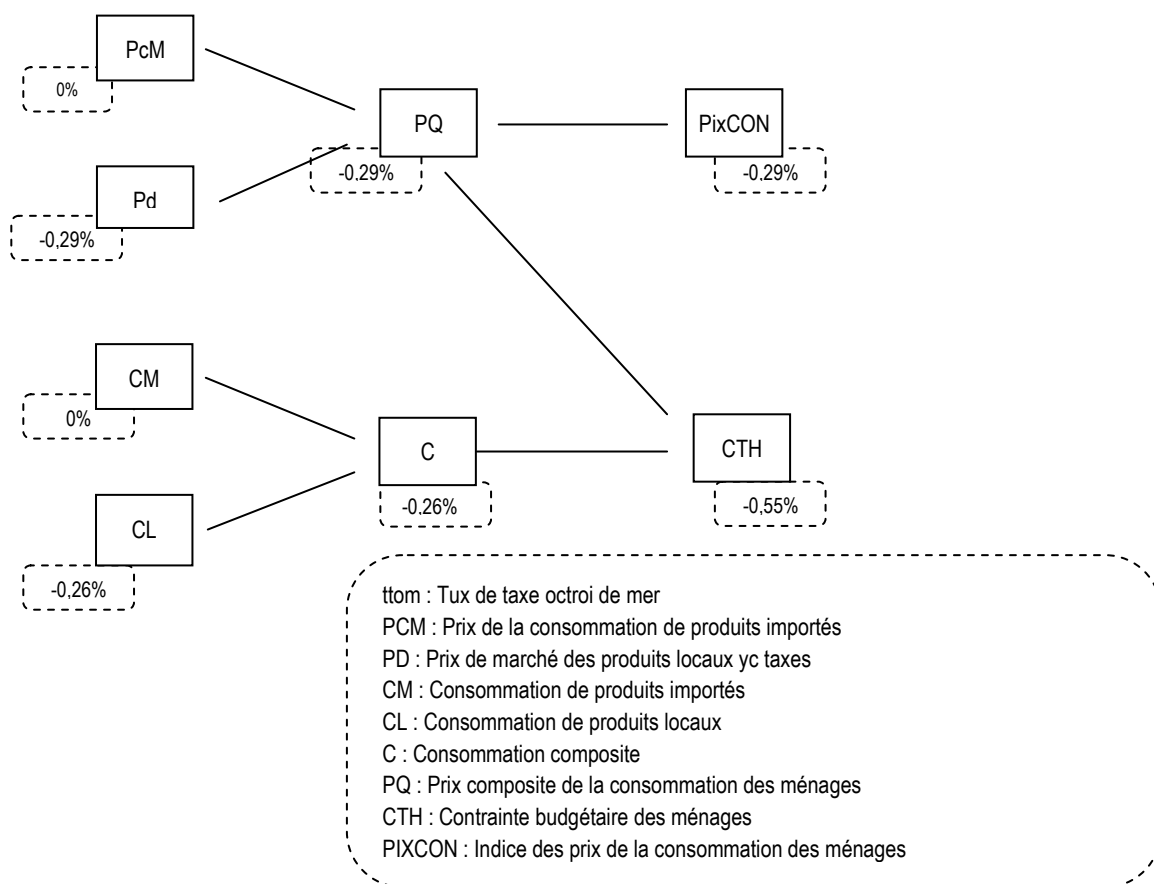 PcM
0%
PQ
PixCON
-0,29%
-0,29%
Pd
-0,29%
CM
0%
C
CTH
-0,26%
-0,55%
CL
-0,26%
ttom : Tux de taxe octroi de mer
PCM : Prix de la consommation de produits importés
PD : Prix de marché des produits locaux yc taxes
CM : Consommation de produits importés
CL : Consommation de produits locaux
C : Consommation composite
PQ : Prix composite de la consommation des ménages
CTH : Contrainte budgétaire des ménages
PIXCON : Indice des prix de la consommation des ménages